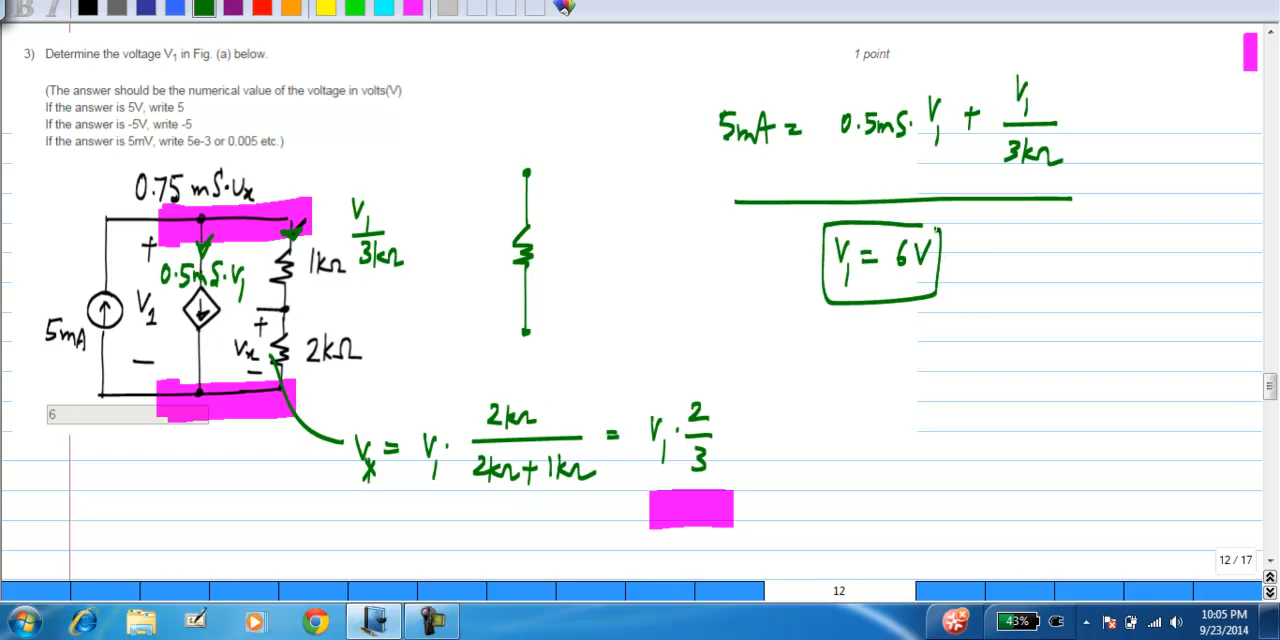 3) Determine the voltage V1 in Fig. (a) below.
1 point
(The answer should be the numerical value of the voltage in volts(V)
If the answer is 5V, write 5
If the answer is -5V, write -5
If the answer is 5mV, write 5e-3 or 0.005 etc.)
5mA = 0.5mS·V1 + V1/3kΩ
V1 = 6V
0.75 mS·Vx
V1/3kΩ
+
0.5mS·V1
1kΩ
5mA
V1
+
Vx
2kΩ
−
−
6
Vx = V1 · 2kΩ/2kΩ+1kΩ = V1 · 2/3
12 / 17
12
43%
10:05 PM
9/23/2014